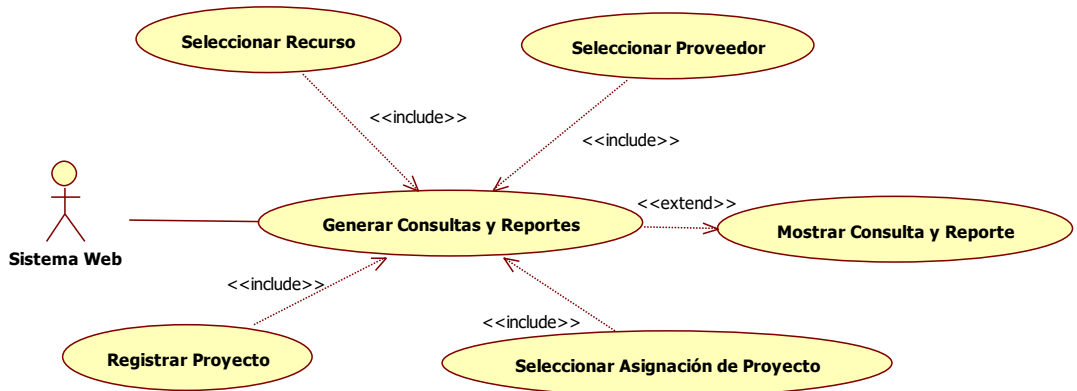 Seleccionar Recurso
Seleccionar Proveedor
<<include>>
<<include>>
<<extend>>
Generar Consultas y Reportes
Mostrar Consulta y Reporte
Sistema Web
<<include>>
<<include>>
Registrar Proyecto
Seleccionar Asignación de Proyecto